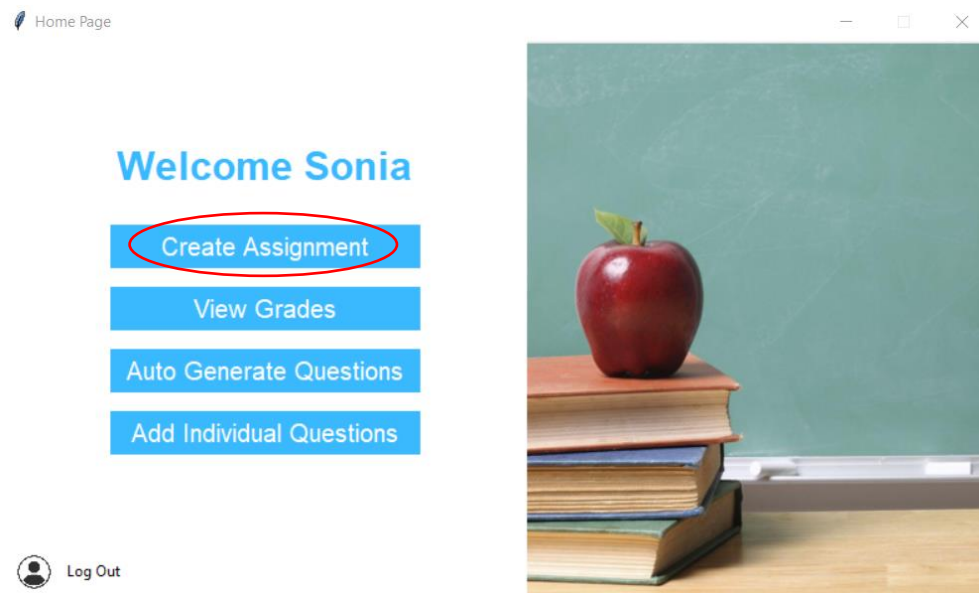 Home Page
Welcome Sonia
Create Assignment
View Grades
Auto Generate Questions
Add Individual Questions
Log Out